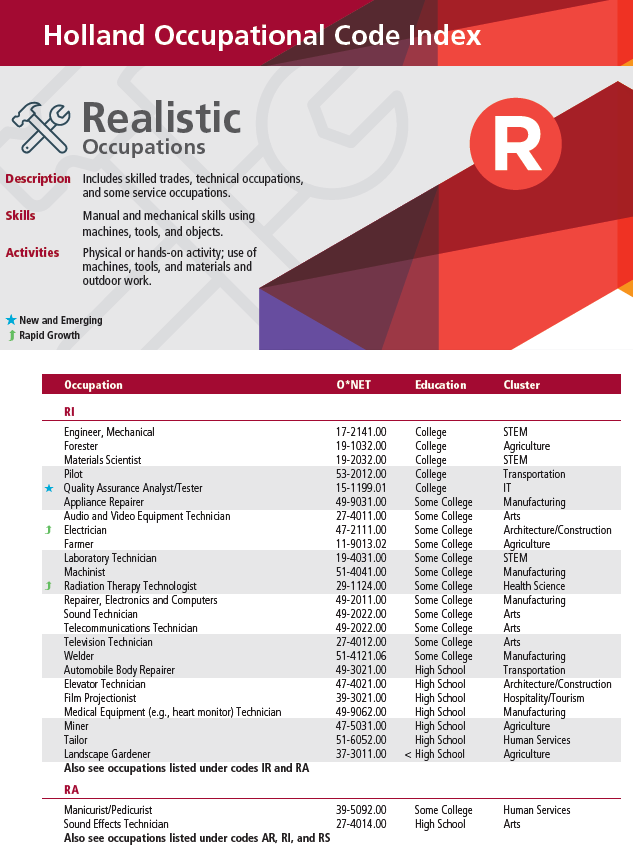 Holland Occupational Code Index
Realistic
Occupations
R
Description Includes skilled trades, technical occupations,
and some service occupations.
Skills Manual and mechanical skills using
machines, tools, and objects.
Activities Physical or hands-on activity; use of
machines, tools, and materials and
outdoor work.
New and Emerging
Rapid Growth
Occupation O*NET Education Cluster
RI
Engineer, Mechanical 17-2141.00 College STEM
Forester 19-1032.00 College Agriculture
Materials Scientist 19-2032.00 College STEM
Pilot 53-2012.00 College Transportation
Quality Assurance Analyst/Tester 15-1199.01 College IT
Appliance Repairer 49-9031.00 Some College Manufacturing
Audio and Video Equipment Technician 27-4011.00 Some College Arts
Electrician 47-2111.00 Some College Architecture/Construction
Farmer 11-9013.02 Some College Agriculture
Laboratory Technician 19-4031.00 Some College STEM
Machinist 51-4041.00 Some College Manufacturing
Radiation Therapy Technologist 29-1124.00 Some College Health Science
Repairer, Electronics and Computers 49-2011.00 Some College Manufacturing
Sound Technician 49-2022.00 Some College Arts
Telecommunications Technician 49-2022.00 Some College Arts
Television Technician 27-4012.00 Some College Arts
Welder 51-4121.06 Some College Manufacturing
Automobile Body Repairer 49-3021.00 High School Transportation
Elevator Technician 47-4021.00 High School Architecture/Construction
Film Projectionist 39-3021.00 High School Hospitality/Tourism
Medical Equipment (e.g., heart monitor) Technician 49-9062.00 High School Manufacturing
Miner 47-5031.00 High School Agriculture
Tailor 51-6052.00 High School Human Services
Landscape Gardener 37-3011.00 < High School Agriculture
Also see occupations listed under codes IR and RA
RA
Manicurist/Pedicurist 39-5092.00 Some College Human Services
Sound Effects Technician 27-4014.00 High School Arts
Also see occupations listed under codes AR, RI, and RS